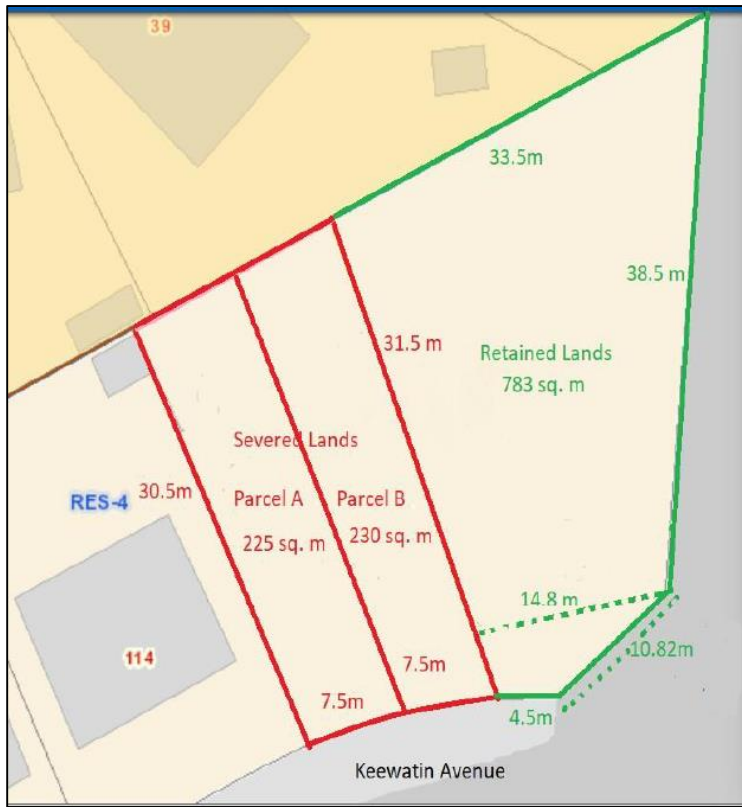 39
33.5m
38.5 m
31.5 m
Retained Lands
783 sq. m
Severed Lands
RES-4
30.5m
Parcel A
Parcel B
225 sq. m
230 sq. m
14.8 m
114
10.82m
7.5m
7.5m
4.5m
Keewatin Avenue